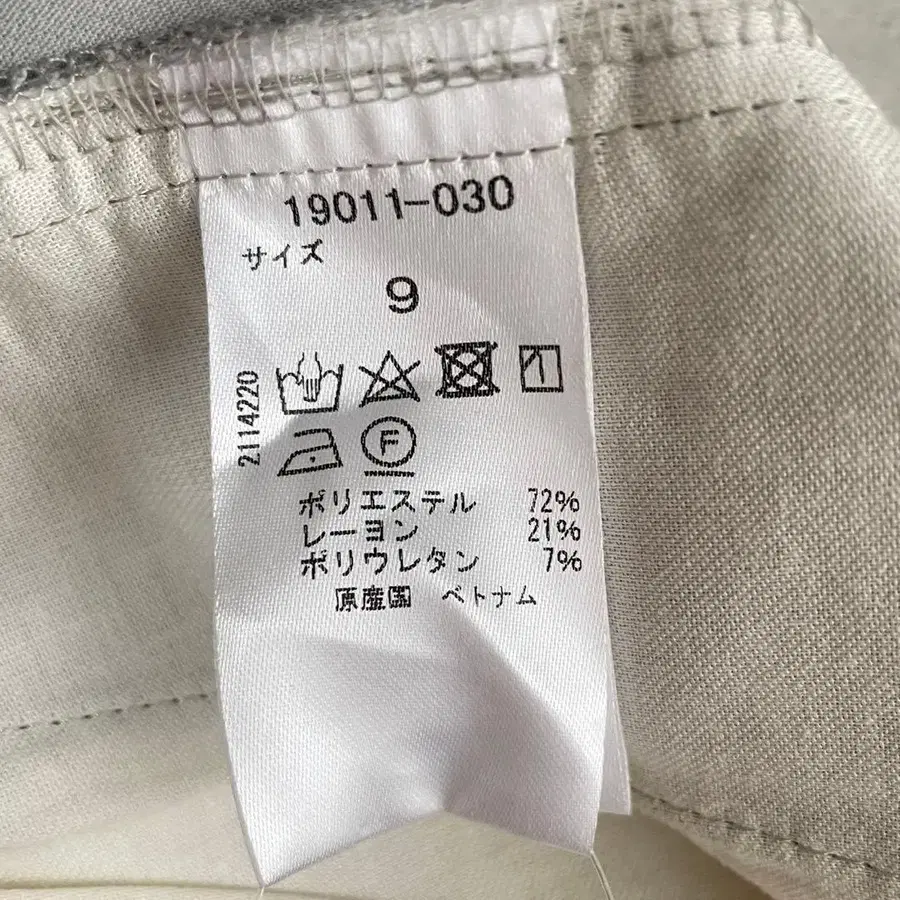 19011-030
サイズ
9
2114220
F
ポリエステル 72%
レーヨン 21%
ポリウレタン 7%
原産国 ベトナム